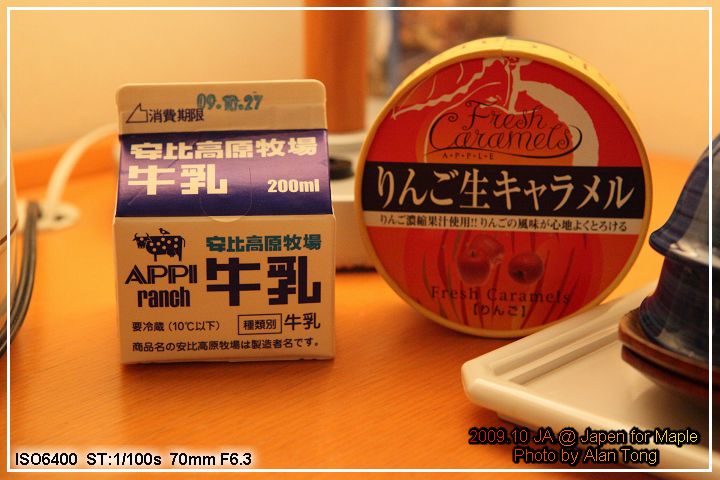 09.10.27
消費期限
安比高原牧場
牛乳
200ml
安比高原牧場
APPI
ranch
牛乳
要冷蔵(10℃以下)
種類別
牛乳
商品名の安比高原牧場は製造者名です。
Fresh
Caramels
A・P・P・L・E
りんご生キャラメル
りんご濃縮果汁使用!!りんごの風味が心地よくとろける
Fresh Caramels
【りんご】
ISO6400 ST:1/100s 70mm F6.3
2009.10 JA @ Japen for Maple
Photo by Alan Tong